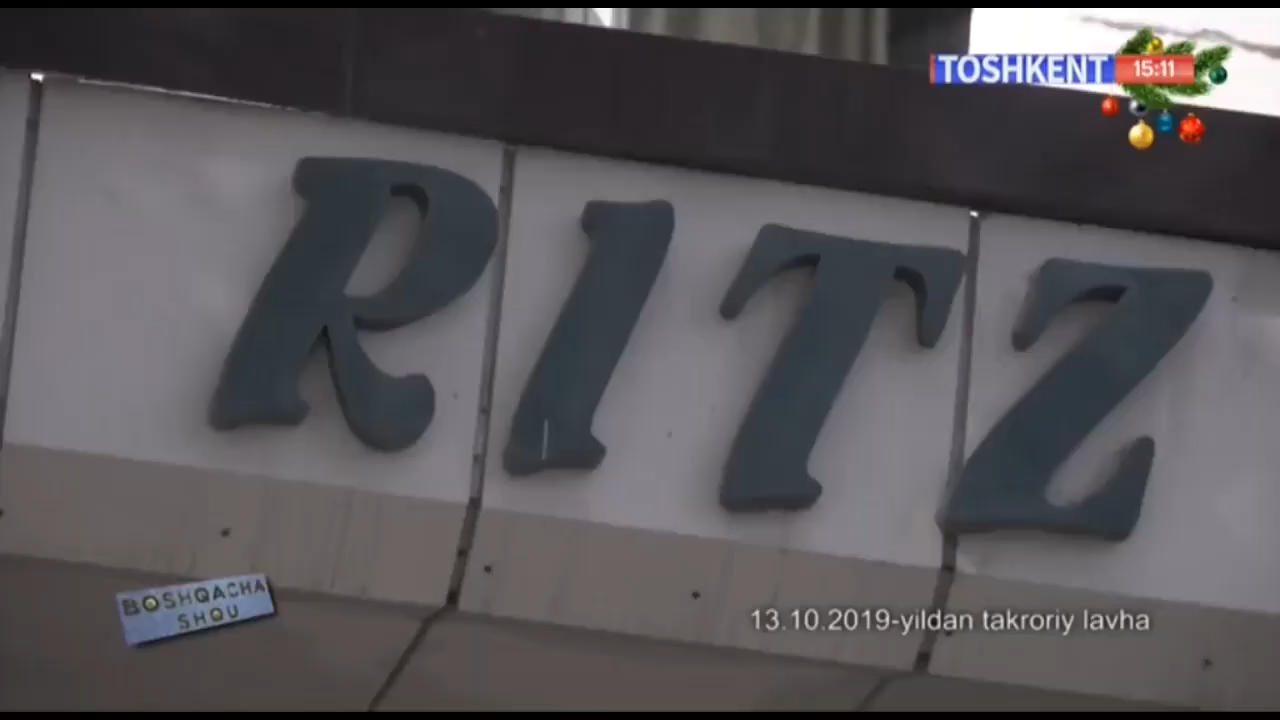 TOSHKENT 15:11
RITZ
BOSHQACHA
SHOU
13.10.2019-yildan takroriy lavha